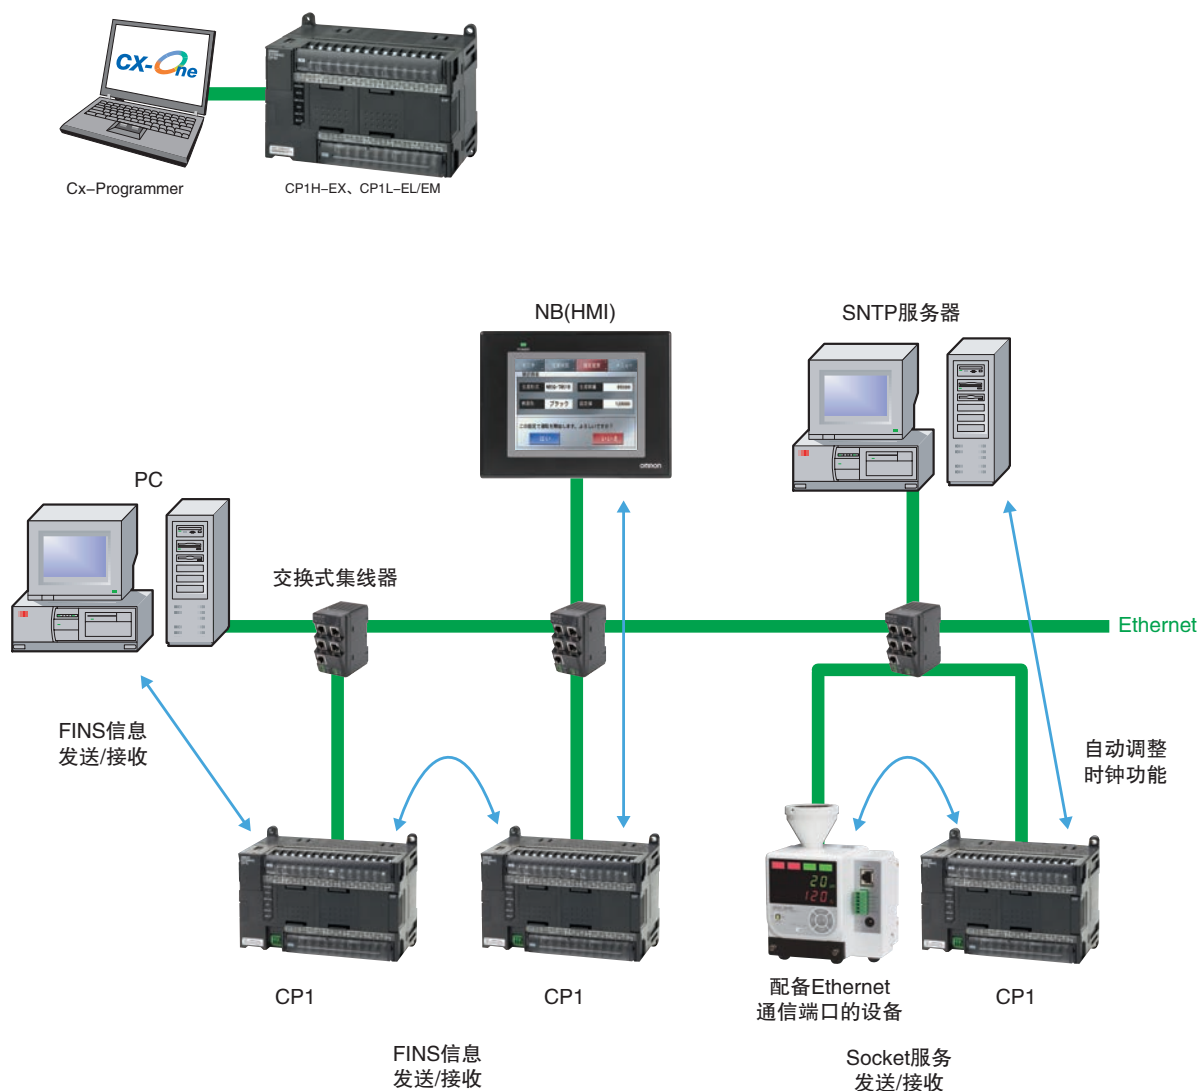 CX-One
Cx-Programmer
CP1H-EX、CP1L-EL/EM
NB(HMI)
SNTP服务器
omron
PC
交换式集线器
Ethernet
FINS信息
发送/接收
自动调整
时钟功能
20
120
CP1
CP1
配备Ethernet
通信端口的设备
CP1
FINS信息
发送/接收
Socket服务
发送/接收